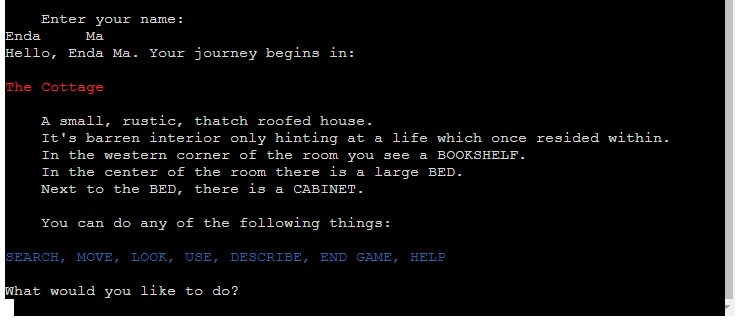 Enter your name:
Enda     Ma
Hello, Enda Ma. Your journey begins in:
The Cottage
A small, rustic, thatch roofed house.
It's barren interior only hinting at a life which once resided within.
In the western corner of the room you see a BOOKSHELF.
In the center of the room there is a large BED.
Next to the BED, there is a CABINET.
You can do any of the following things:
SEARCH, MOVE, LOOK, USE, DESCRIBE, END GAME, HELP
What would you like to do?